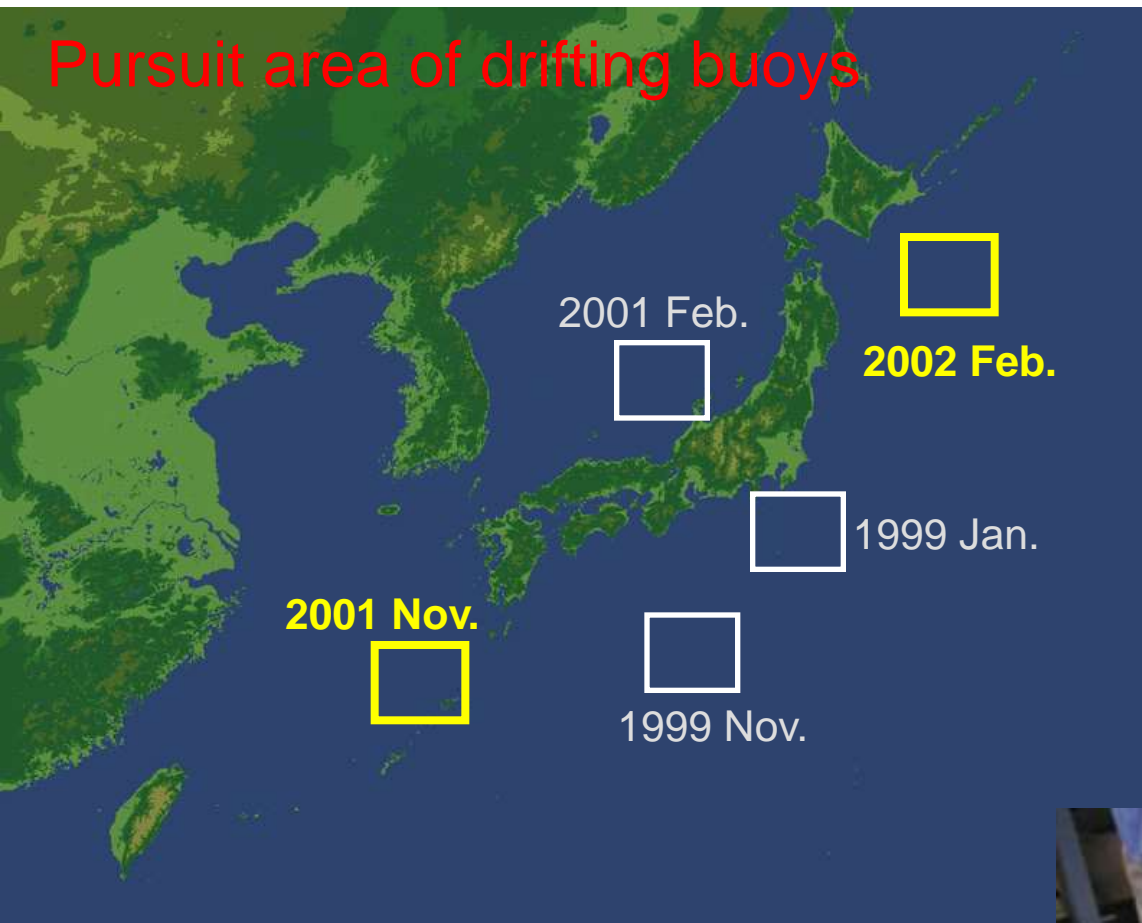 Pursuit area of drifting buoys
2001 Feb.
2002 Feb.
1999 Jan.
2001 Nov.
1999 Nov.